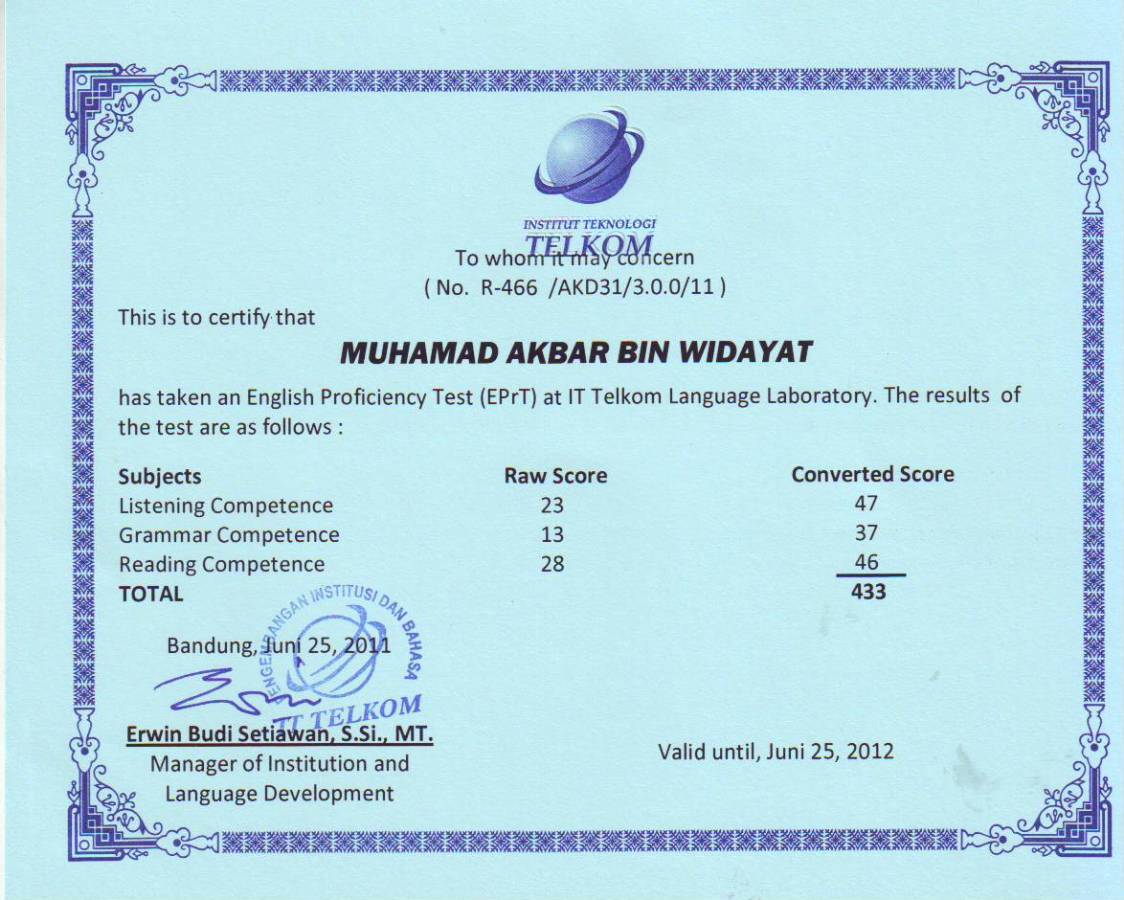 INSTITUT TEKNOLOGI
TELKOM
To whom it may concern
( No. R-466 /AKD31/3.0.0/11 )
This is to certify that
MUHAMAD AKBAR BIN WIDAYAT
has taken an English Proficiency Test (EPrT) at IT Telkom Language Laboratory. The results of
the test are as follows :
Subjects Raw Score Converted Score
Listening Competence 23 47
Grammar Competence 13 37
Reading Competence 28 46
TOTAL 433
PENGEMBANGAN INSTITUSI DAN BAHASA
IT TELKOM
Bandung, Juni 25, 2011
Erwin Budi Setiawan, S.Si., MT.
Manager of Institution and
Language Development
Valid until, Juni 25, 2012